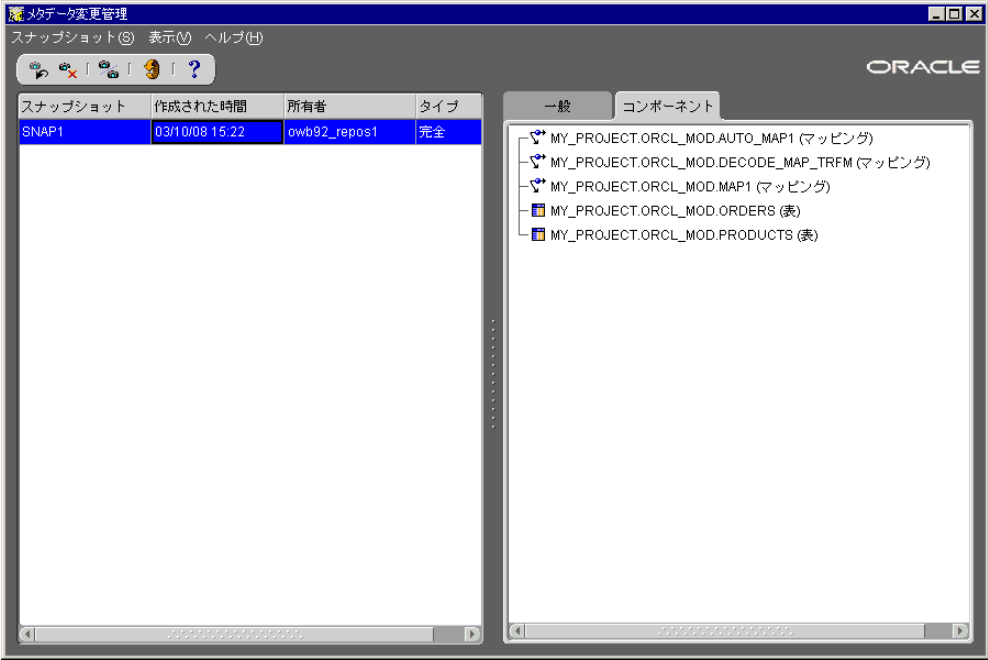 メタデータ変更管理
スナップショット(S) 表示(V) ヘルプ(H)
ORACLE
スナップショット 作成された時間 所有者 タイプ
SNAP1 03/10/08 15:22 owb92_repos1 完全
一般 コンポーネント
MY_PROJECT.ORCL_MOD.AUTO_MAP1 (マッピング)
MY_PROJECT.ORCL_MOD.DECODE_MAP_TRFM (マッピング)
MY_PROJECT.ORCL_MOD.MAP1 (マッピング)
MY_PROJECT.ORCL_MOD.ORDERS (表)
MY_PROJECT.ORCL_MOD.PRODUCTS (表)